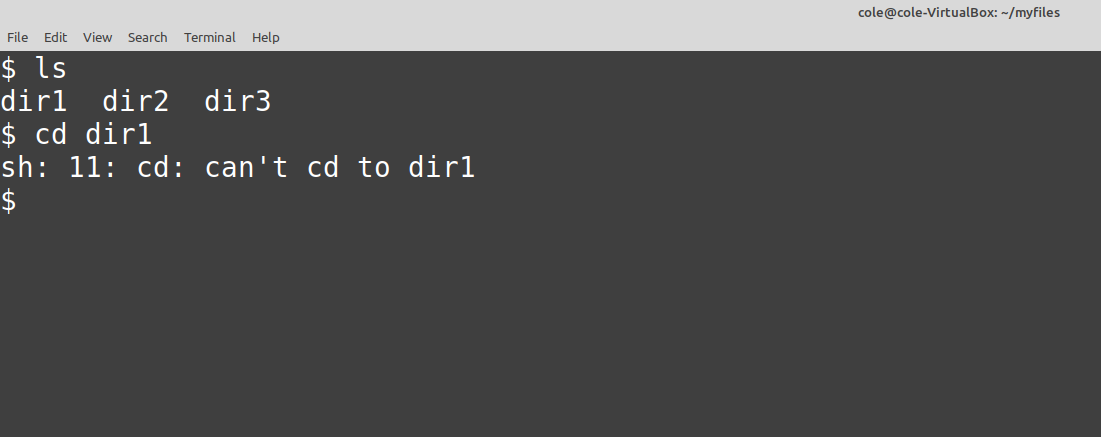 cole@cole-VirtualBox: ~/myfiles
File Edit View Search Terminal Help
$ ls
dir1  dir2  dir3
$ cd dir1
sh: 11: cd: can't cd to dir1
$